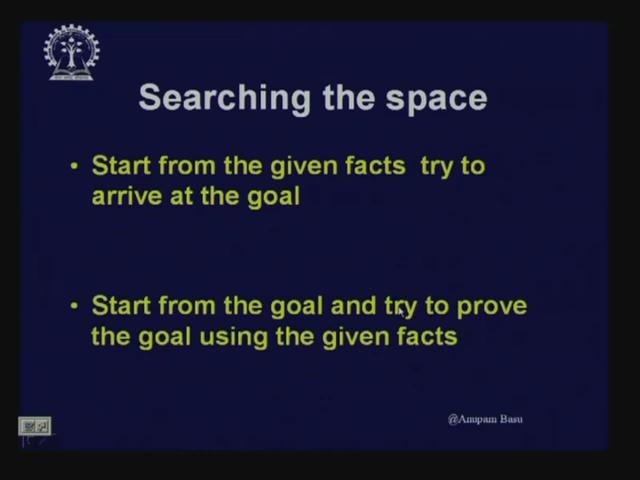 Searching the space
• Start from the given facts try to
arrive at the goal
• Start from the goal and try to prove
the goal using the given facts
@Anupam Basu